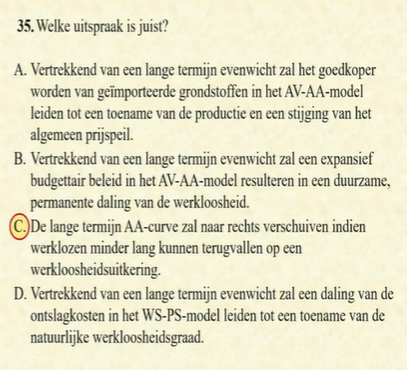 35. Welke uitspraak is juist?
A. Vertrekkend van een lange termijn evenwicht zal het goedkoper
worden van geïmporteerde grondstoffen in het AV-AA-model
leiden tot een toename van de productie en een stijging van het
algemeen prijspeil.
B. Vertrekkend van een lange termijn evenwicht zal een expansief
budgettair beleid in het AV-AA-model resulteren in een duurzame,
permanente daling van de werkloosheid.
C. De lange termijn AA-curve zal naar rechts verschuiven indien
werklozen minder lang kunnen terugvallen op een
werkloosheidsuitkering.
D. Vertrekkend van een lange termijn evenwicht zal een daling van de
ontslagkosten in het WS-PS-model leiden tot een toename van de
natuurlijke werkloosheidsgraad.